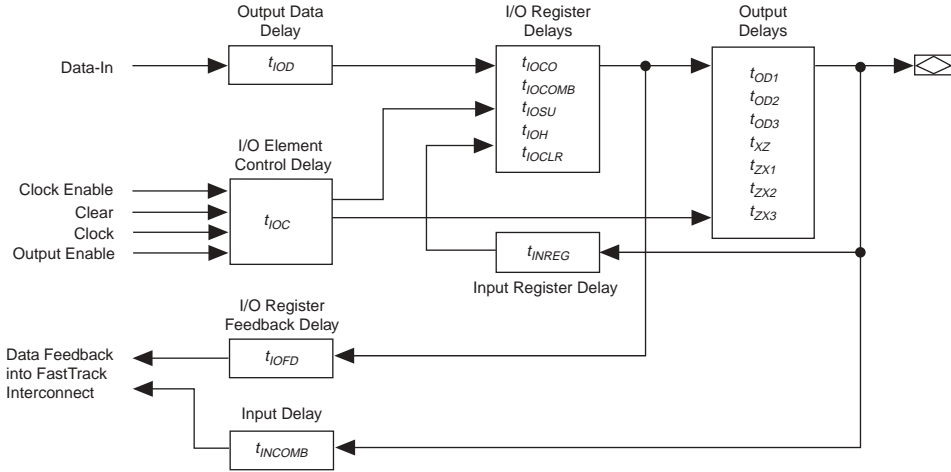 Output Data
Delay
I/O Register
Delays
Output
Delays
Data-In
tIOD
tIOCO
tIOCOMB
tIOSU
tIOH
tIOCLR
tOD1
tOD2
tOD3
tXZ
tZX1
tZX2
tZX3
I/O Element
Control Delay
Clock Enable
Clear
Clock
Output Enable
tIOC
tINREG
Input Register Delay
I/O Register
Feedback Delay
Data Feedback
into FastTrack
Interconnect
tIOFD
Input Delay
tINCOMB